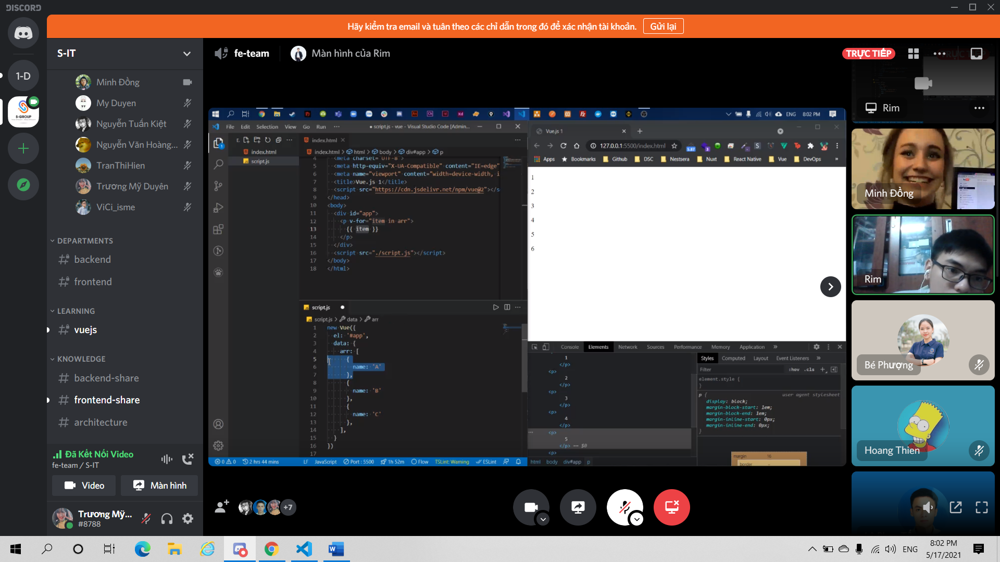 DISCORD
Hãy kiểm tra email và tuân theo các chỉ dẫn trong đó để xác nhận tài khoản.
Gửi lại
1-D
S-GROUP
S-IT
Minh Đồng
My Duyen
Nguyễn Tuấn Kiệt
Nguyễn Văn Hoàng...
TranThiHien
Trương Mỹ Duyên
ViCi_isme
DEPARTMENTS
backend
frontend
LEARNING
vuejs
KNOWLEDGE
backend-share
frontend-share
architecture
Đã Kết Nối Video
fe-team / S-IT
Video
Màn hình
Trương Mỹ...
#8788
fe-team
Màn hình của Rim
TRỰC TIẾP
ENG 8:02 PM
File Edit Selection View Go Run ···
● script.js - vue - Visual Studio Code [Admin...
E.
index.html
script.js
index.html
index.html > html > body > div#app > p
4 <meta charset="UTF-8">
5 <meta http-equiv="X-UA-Compatible" content="IE=edge"
6 <meta name="viewport" content="width=device-width, i
7 <title>Vue.js 1</title>
8 <script src="https://cdn.jsdelivr.net/npm/vue@2"></s
9 </head>
10 <body>
11 <div id="app">
12 <p v-for="item in arr">
13 {{ item }}
14 </p>
15 </div>
16 <script src="./script.js"></script>
17 </body>
18 </html>
script.js
script.js > data > arr
1 new Vue({
2 el: '#app',
3 data: {
4 arr: [
5 {
6 name: 'A'
7 },
8 {
9 name: 'B'
10 },
11 {
12 name: 'C'
13 },
14 ],
15 }
16 })
17
0 0 2 hrs 44 mins LF JavaScript Port : 5500 1h 52m Flow TSLint: Warning ESLint
Vue.js 1
127.0.0.1:5500/index.html
Apps Bookmarks Github DSC Nestsera Nuxt React Native Vue DevOps »
1
2
3
4
5
6
Console Elements Network Sources Performance Memory Application »
1
</p>
<p>
2
</p>
<p>
3
</p>
<p>
4
</p>
<p>
5
</p> == $0
<p>
html body div#app p
Styles Computed Layout Event Listeners »
Filter :hov .cls +
element.style {
}
p { user agent stylesheet
display: block;
margin-block-start: 1em;
margin-block-end: 1em;
margin-inline-start: 0px;
margin-inline-end: 0px;
}
margin 16
border
Rim
Minh Đồng
Rim
Bé Phượng
Hoang Thien
+7
ENG
8:02 PM
5/17/2021